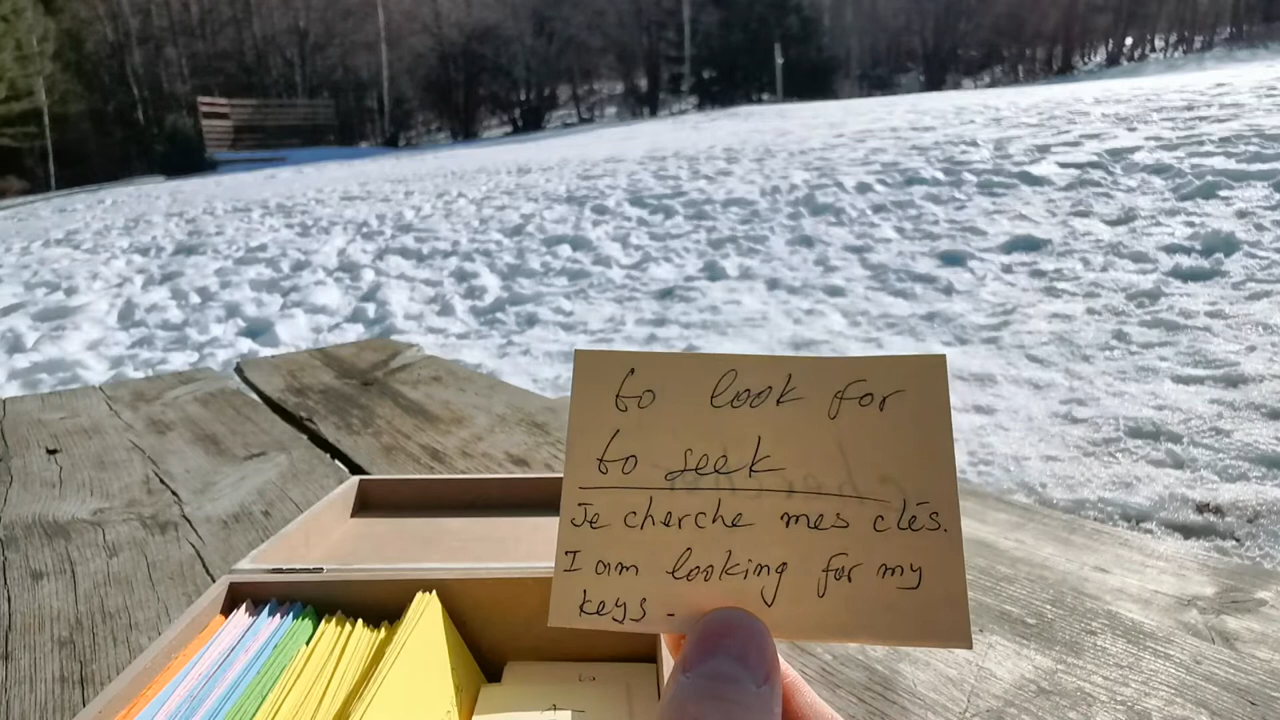 to look for
to seek
Je cherche mes clés.
I am looking for my
keys.